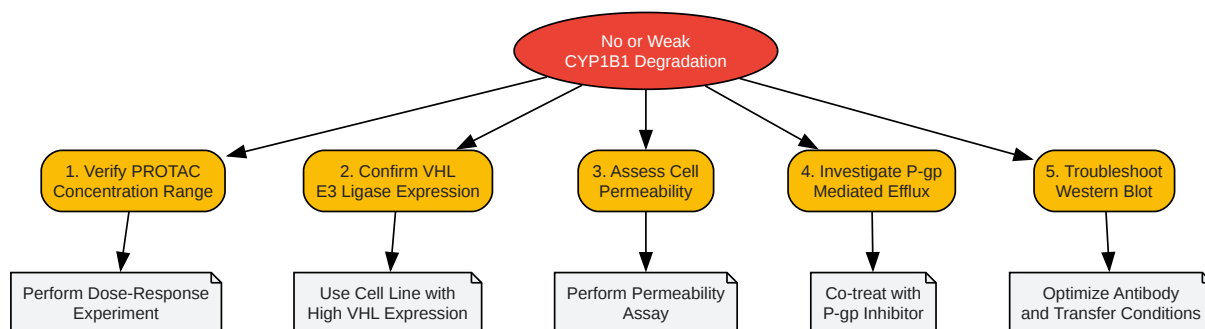 No or Weak
CYP1B1 Degradation
1. Verify PROTAC
Concentration Range
2. Confirm VHL
E3 Ligase Expression
3. Assess Cell
Permeability
4. Investigate P-gp
Mediated Efflux
5. Troubleshoot
Western Blot
Perform Dose-Response
Experiment
Use Cell Line with
High VHL Expression
Perform Permeability
Assay
Co-treat with
P-gp Inhibitor
Optimize Antibody
and Transfer Conditions